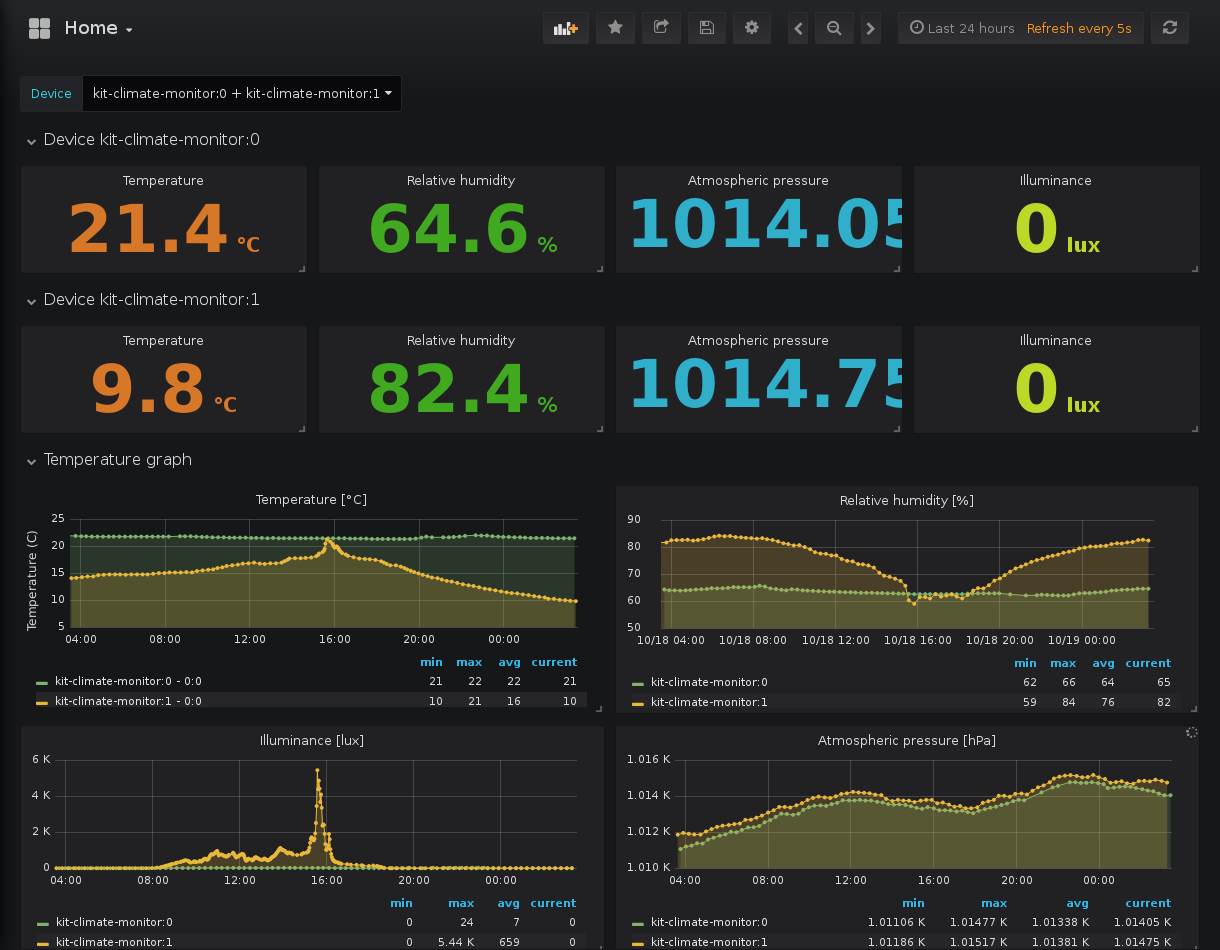 Home
Last 24 hours Refresh every 5s
Device kit-climate-monitor:0 + kit-climate-monitor:1
Device kit-climate-monitor:0
Temperature Relative humidity Atmospheric pressure Illuminance
21.4 °C 64.6 % 1014.05 0 lux
Device kit-climate-monitor:1
Temperature Relative humidity Atmospheric pressure Illuminance
9.8 °C 82.4 % 1014.75 0 lux
Temperature graph
Temperature [°C]
Temperature (C)
25
20
15
10
5
04:00 08:00 12:00 16:00 20:00 00:00
min max avg current
kit-climate-monitor:0 - 0:0 21 22 22 21
kit-climate-monitor:1 - 0:0 10 21 16 10
Relative humidity [%]
90
80
70
60
50
10/18 04:00 10/18 08:00 10/18 12:00 10/18 16:00 10/18 20:00 10/19 00:00
min max avg current
kit-climate-monitor:0 62 66 64 65
kit-climate-monitor:1 59 84 76 82
Illuminance [lux]
6 K
4 K
2 K
0
04:00 08:00 12:00 16:00 20:00 00:00
min max avg current
kit-climate-monitor:0 0 24 7 0
kit-climate-monitor:1 0 5.44 K 659 0
Atmospheric pressure [hPa]
1.016 K
1.014 K
1.012 K
1.010 K
04:00 08:00 12:00 16:00 20:00 00:00
min max avg current
kit-climate-monitor:0 1.01106 K 1.01477 K 1.01338 K 1.01405 K
kit-climate-monitor:1 1.01186 K 1.01517 K 1.01381 K 1.01475 K